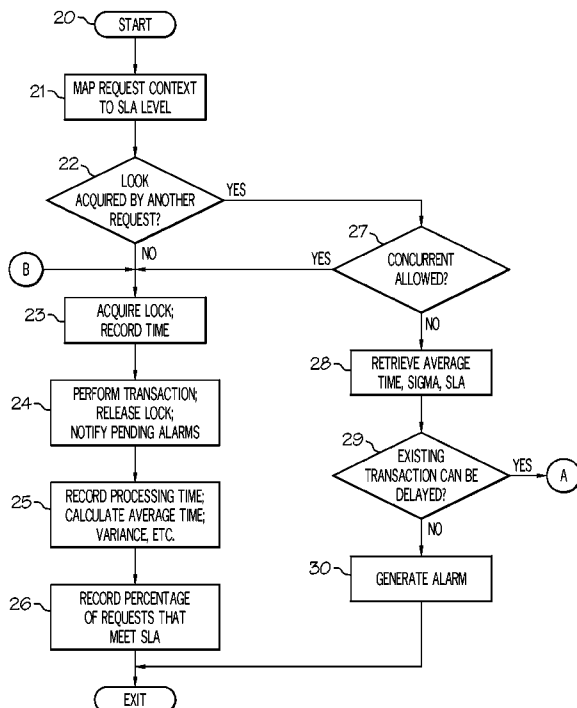 20
START
21
MAP REQUEST CONTEXT
TO SLA LEVEL
22
LOOK
ACQUIRED BY ANOTHER
REQUEST?
YES
NO
B
27
CONCURRENT
ALLOWED?
YES
NO
23
ACQUIRE LOCK;
RECORD TIME
28
RETRIEVE AVERAGE
TIME, SIGMA, SLA
24
PERFORM TRANSACTION;
RELEASE LOCK;
NOTIFY PENDING ALARMS
29
EXISTING
TRANSACTION CAN BE
DELAYED?
YES
A
NO
25
RECORD PROCESSING TIME;
CALCULATE AVERAGE TIME;
VARIANCE, ETC.
30
GENERATE ALARM
26
RECORD PERCENTAGE
OF REQUESTS THAT
MEET SLA
EXIT